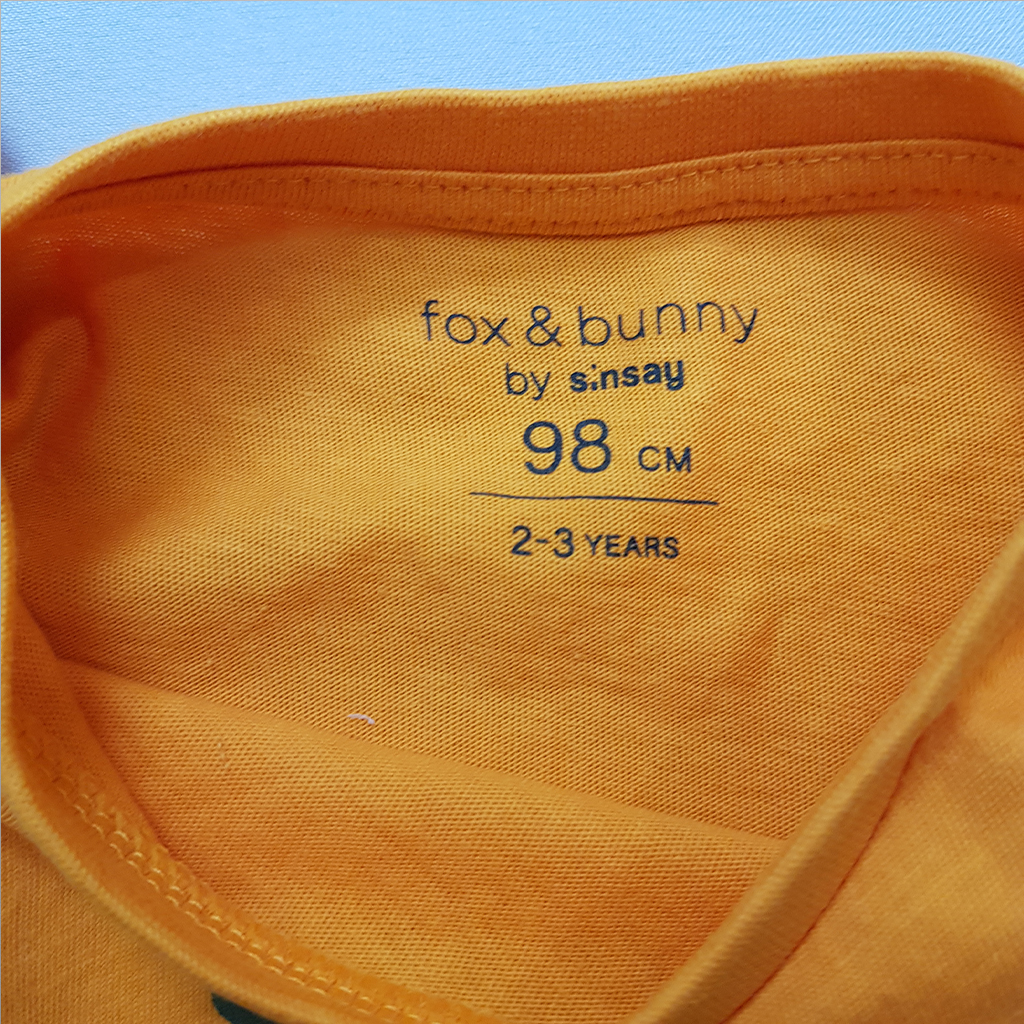 fox & bunny
by sinsay
98 CM
2-3 YEARS